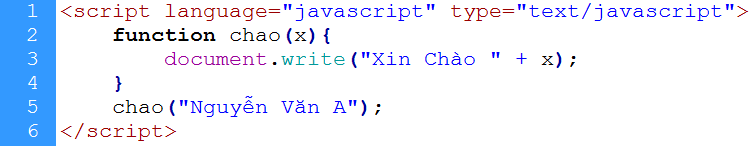 1 <script language="javascript" type="text/javascript">
2     function chao(x){
3         document.write("Xin Chào " + x);
4     }
5     chao("Nguyễn Văn A");
6 </script>